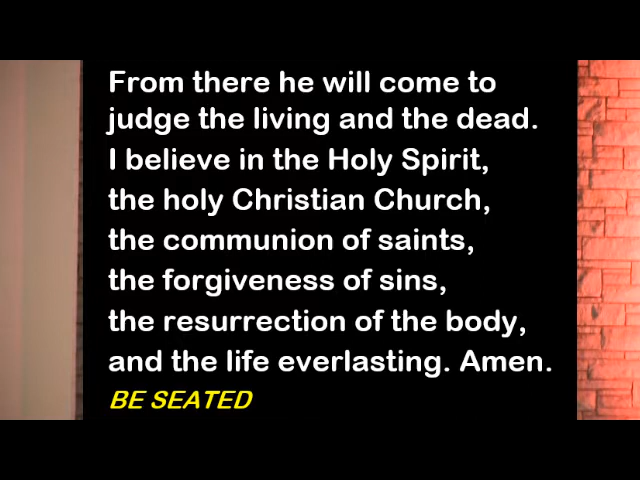 From there he will come to
judge the living and the dead.
I believe in the Holy Spirit,
the holy Christian Church,
the communion of saints,
the forgiveness of sins,
the resurrection of the body,
and the life everlasting. Amen.
BE SEATED